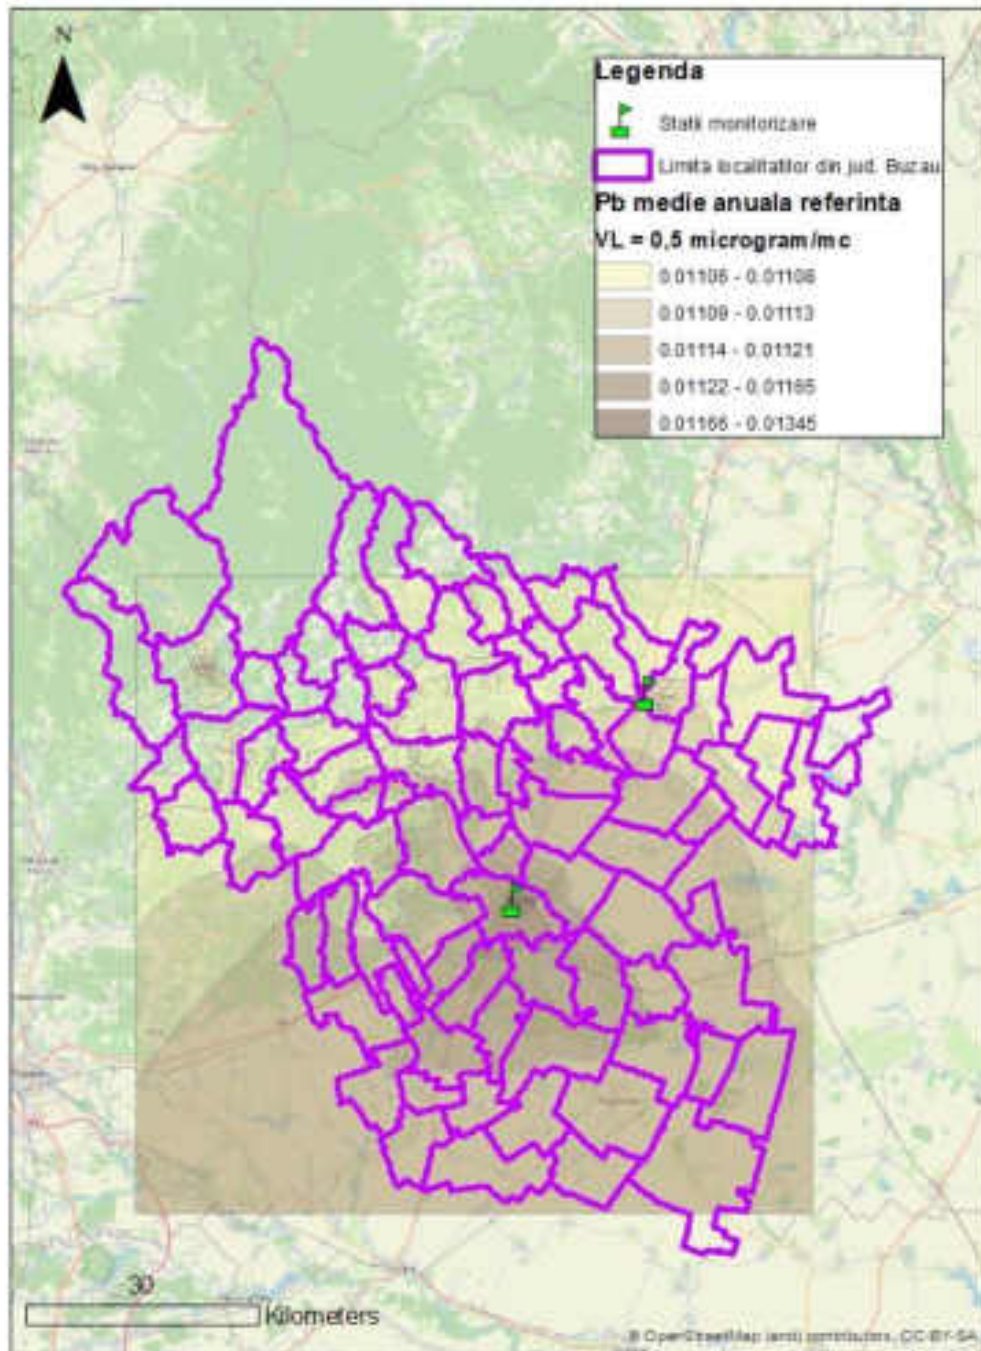 N
Legenda
Statii monitorizare
Limita localitatilor din jud. Buzau
Pb medie anuala referinta
VL = 0,5 microgram/mc
0.01105 - 0.01108
0.01109 - 0.01113
0.01114 - 0.01121
0.01122 - 0.01165
0.01166 - 0.01345
30
Kilometers
© OpenStreetMap (and) contributors, CC-BY-SA